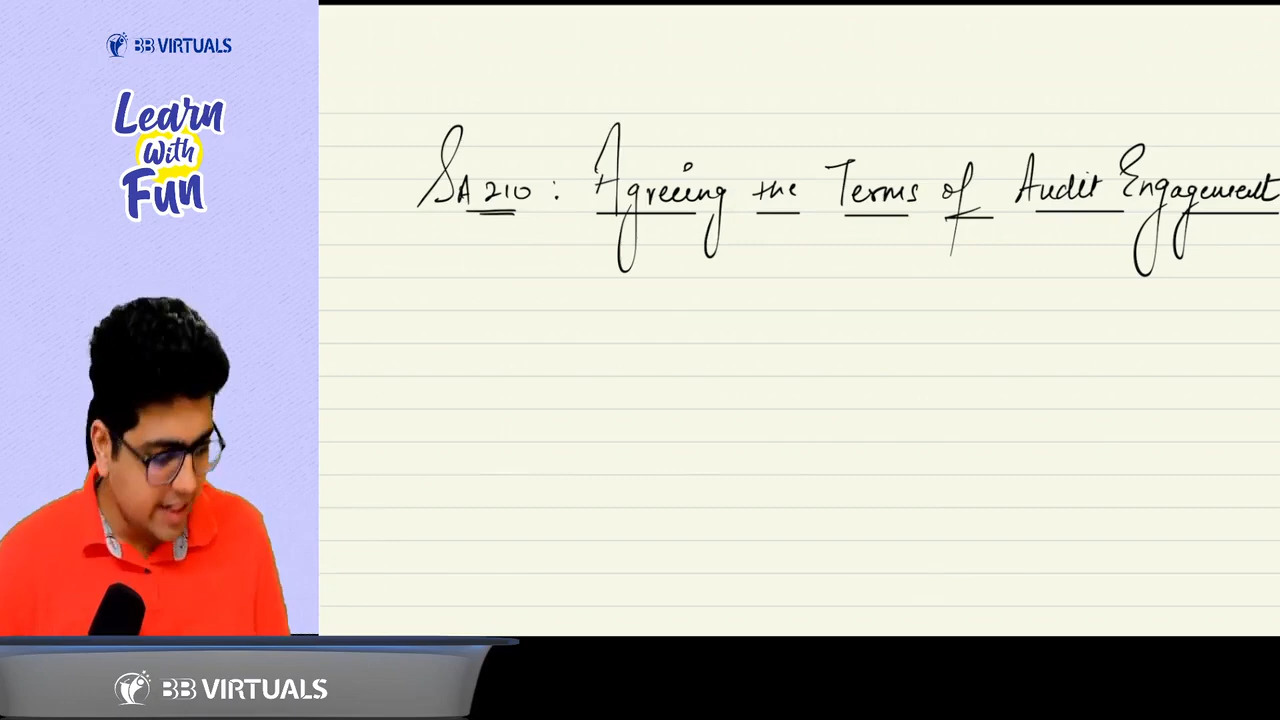 BB VIRTUALS
Learn
With
Fun
SA 210 : Agreeing the Terms of Audit Engagement
BB VIRTUALS